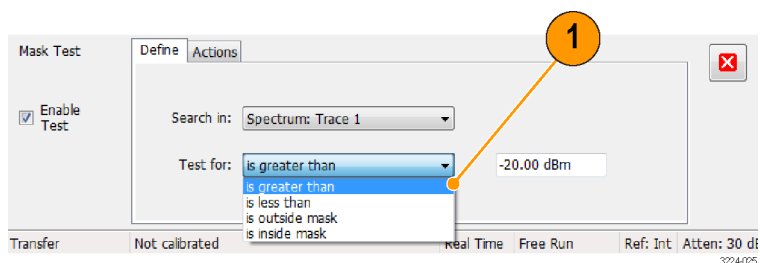 1
Mask Test
Define Actions
Enable Test
Search in: Spectrum: Trace 1
Test for: is greater than -20.00 dBm
is greater than
is less than
is outside mask
is inside mask
Transfer Not calibrated Real Time Free Run Ref: Int Atten: 30 dB
3224-025